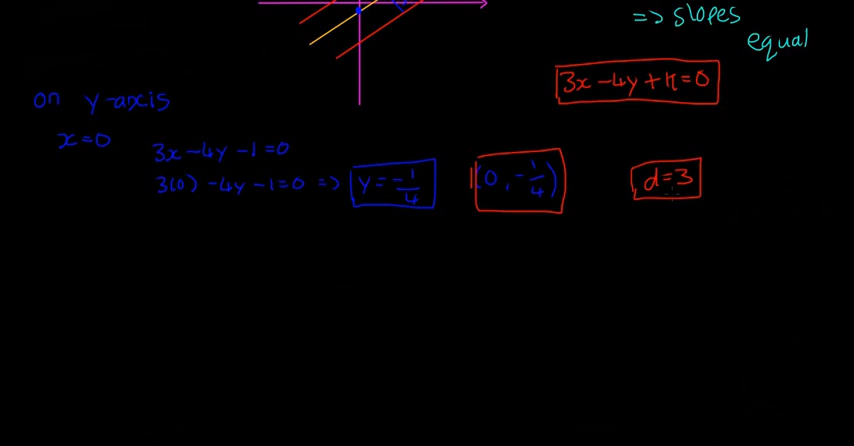 => slopes
equal
3x - 4y + k = 0
on y-axis
x = 0
3x - 4y - 1 = 0
3(0) - 4y - 1 = 0 => y = -1/4
(0, -1/4)
d = 3